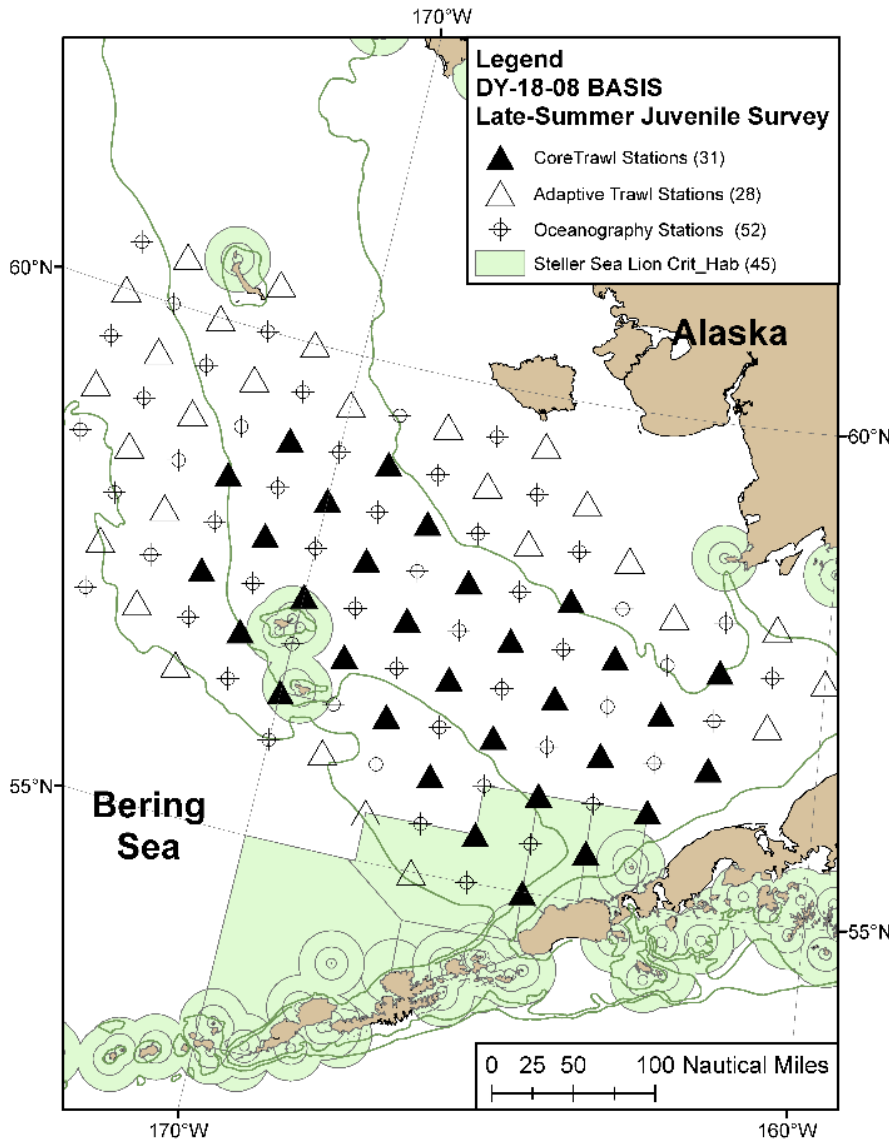 170°W
Legend
DY-18-08 BASIS
Late-Summer Juvenile Survey
CoreTrawl Stations (31)
Adaptive Trawl Stations (28)
Oceanography Stations (52)
Steller Sea Lion Crit_Hab (45)
60°N
Alaska
60°N
55°N
Bering
Sea
55°N
0 25 50 100 Nautical Miles
170°W
160°W